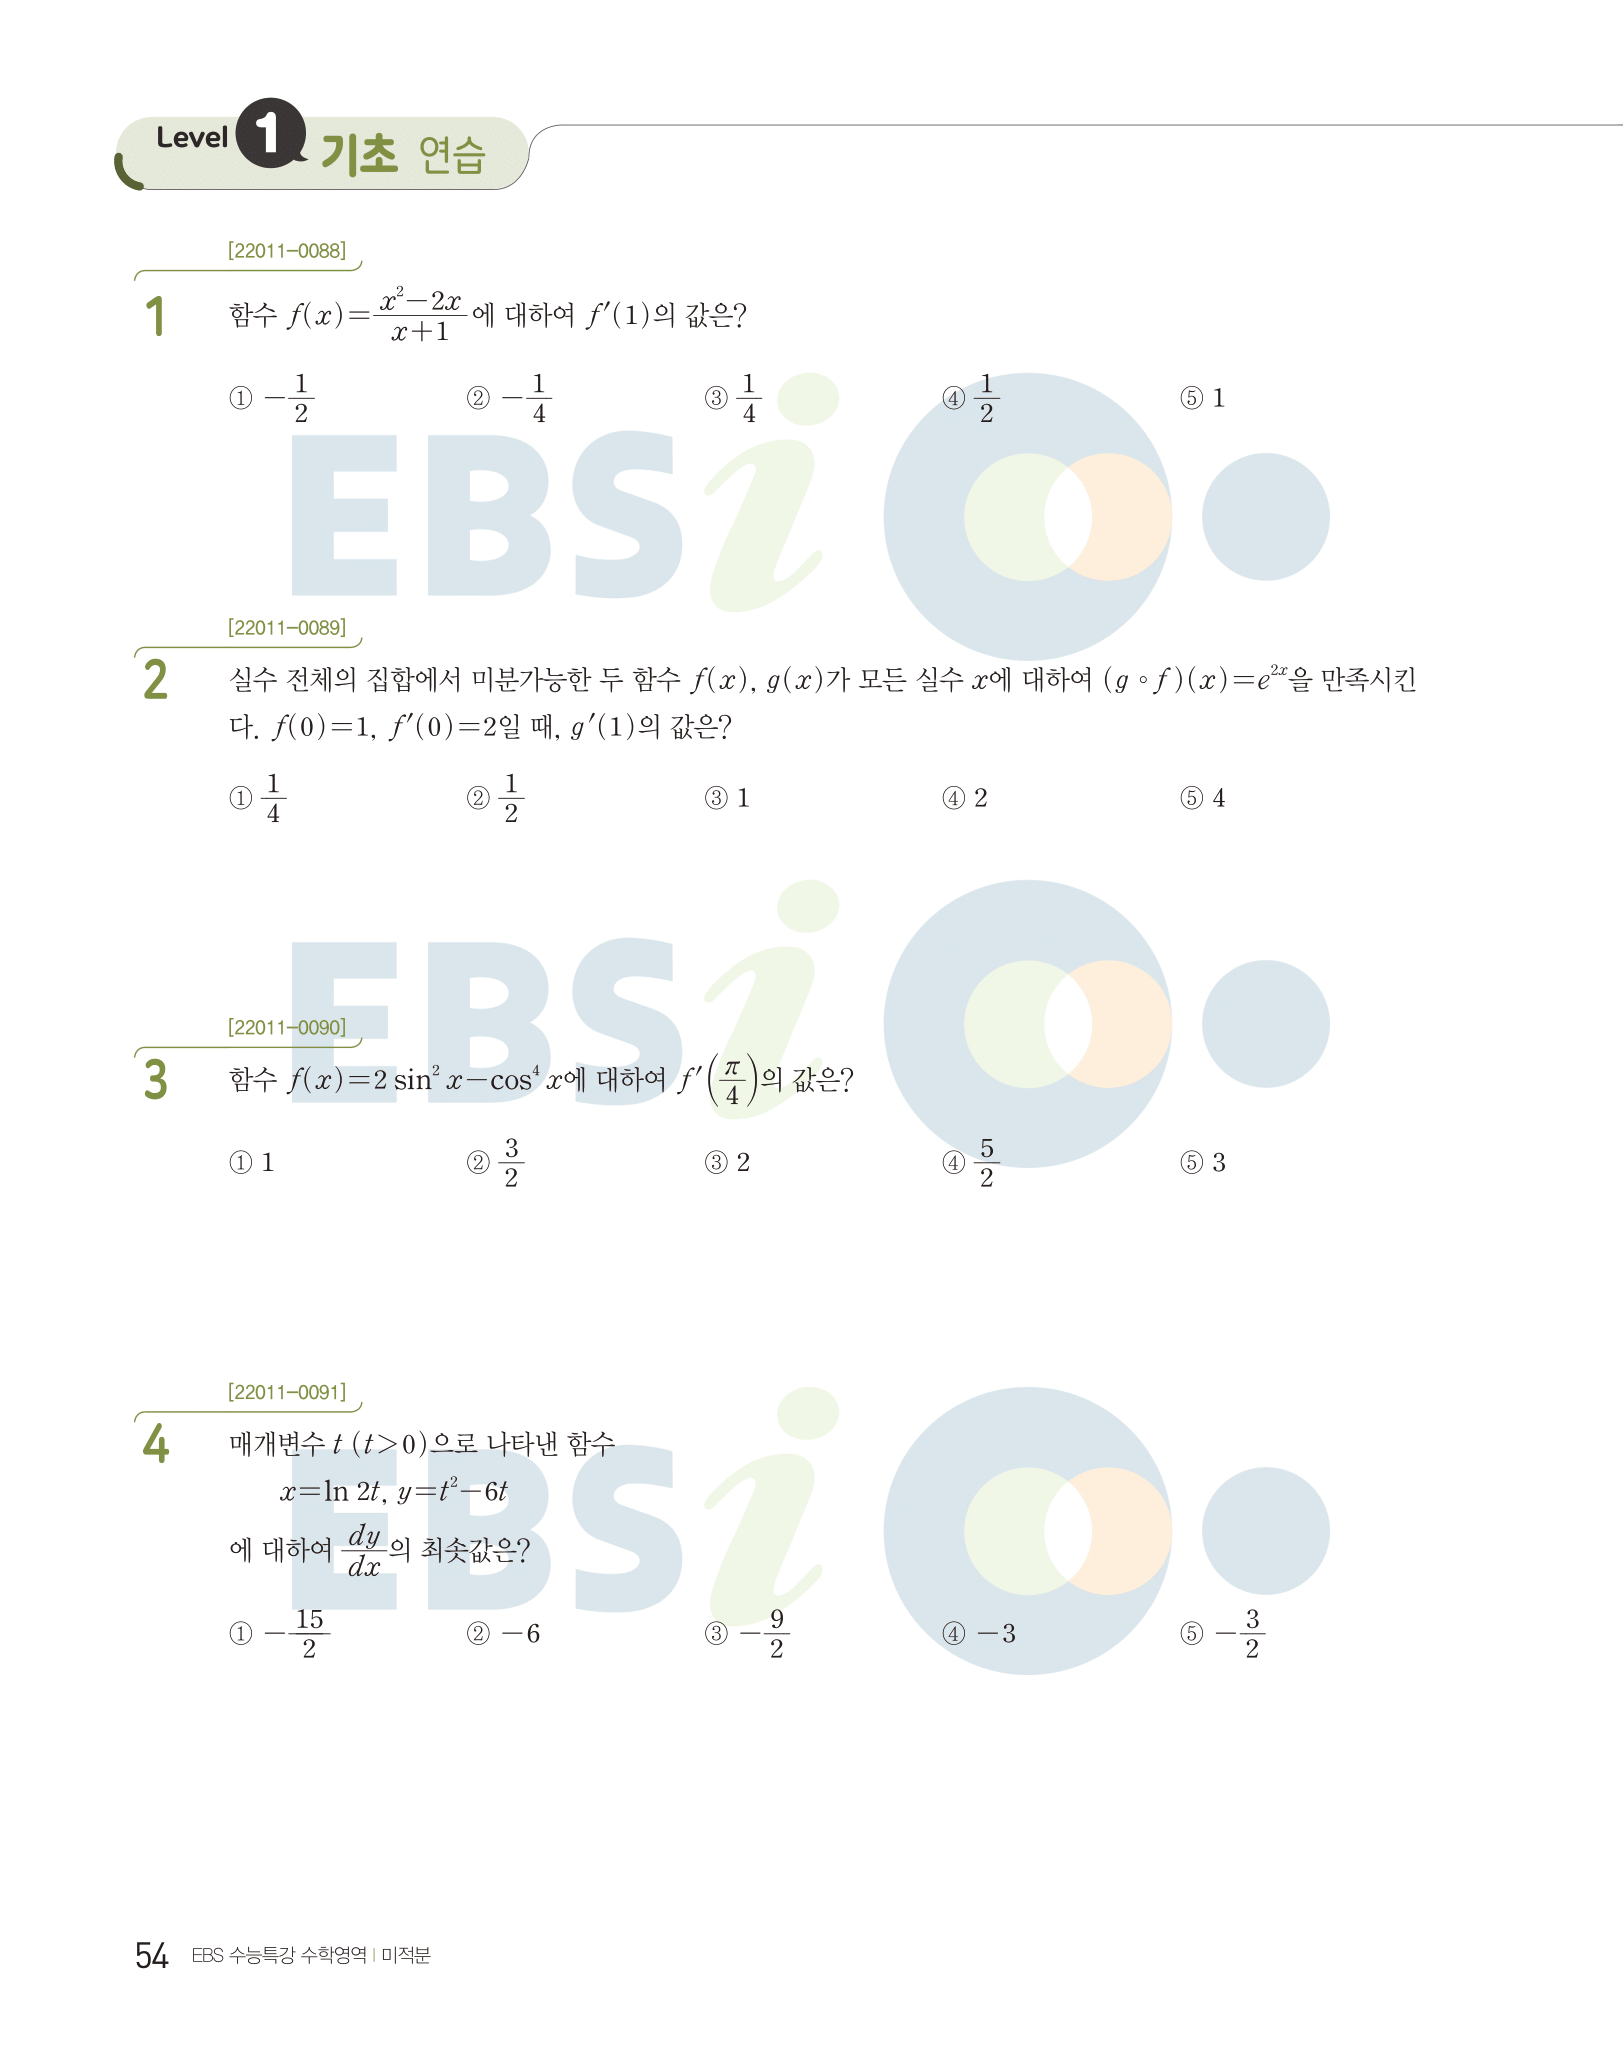 Level 1 기초 연습
[22011-0088]
1 함수 f(x)=\frac{x²-2x}{x+1}에 대하여 f′(1)의 값은?
① -\frac{1}{2} ② -\frac{1}{4} ③ \frac{1}{4} ④ \frac{1}{2} ⑤ 1
EBSi
[22011-0089]
2 실수 전체의 집합에서 미분가능한 두 함수 f(x), g(x)가 모든 실수 x에 대하여 (g∘f)(x)=e^{2x}을 만족시킨
다. f(0)=1, f′(0)=2일 때, g′(1)의 값은?
① \frac{1}{4} ② \frac{1}{2} ③ 1 ④ 2 ⑤ 4
EBSi
[22011-0090]
3 함수 f(x)=2 sin² x-cos⁴ x에 대하여 f′(\frac{π}{4})의 값은?
① 1 ② \frac{3}{2} ③ 2 ④ \frac{5}{2} ⑤ 3
[22011-0091]
4 매개변수 t (t>0)으로 나타낸 함수
x=ln 2t, y=t²-6t
에 대하여 \frac{dy}{dx}의 최솟값은?
EBSi
① -\frac{15}{2} ② -6 ③ -\frac{9}{2} ④ -3 ⑤ -\frac{3}{2}
54 EBS 수능특강 수학영역 | 미적분